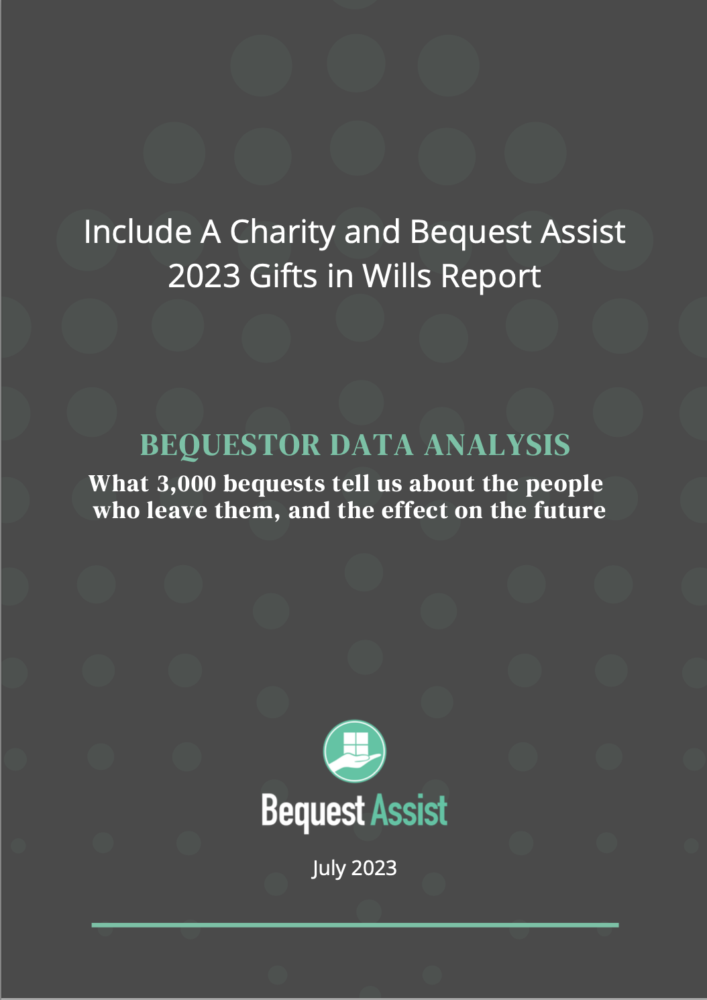 Include A Charity and Bequest Assist
2023 Gifts in Wills Report
BEQUESTOR DATA ANALYSIS
What 3,000 bequests tell us about the people
who leave them, and the effect on the future
Bequest Assist
July 2023